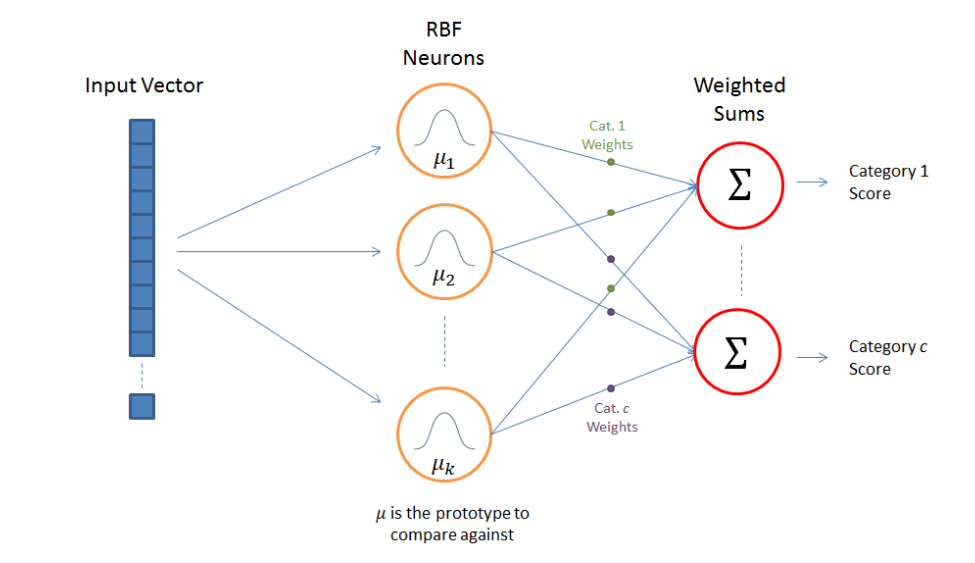 Input Vector
RBF
Neurons
μ1
μ2
μk
μ is the prototype to
compare against
Cat. 1
Weights
Cat. c
Weights
Weighted
Sums
Σ
Σ
Category 1
Score
Category c
Score